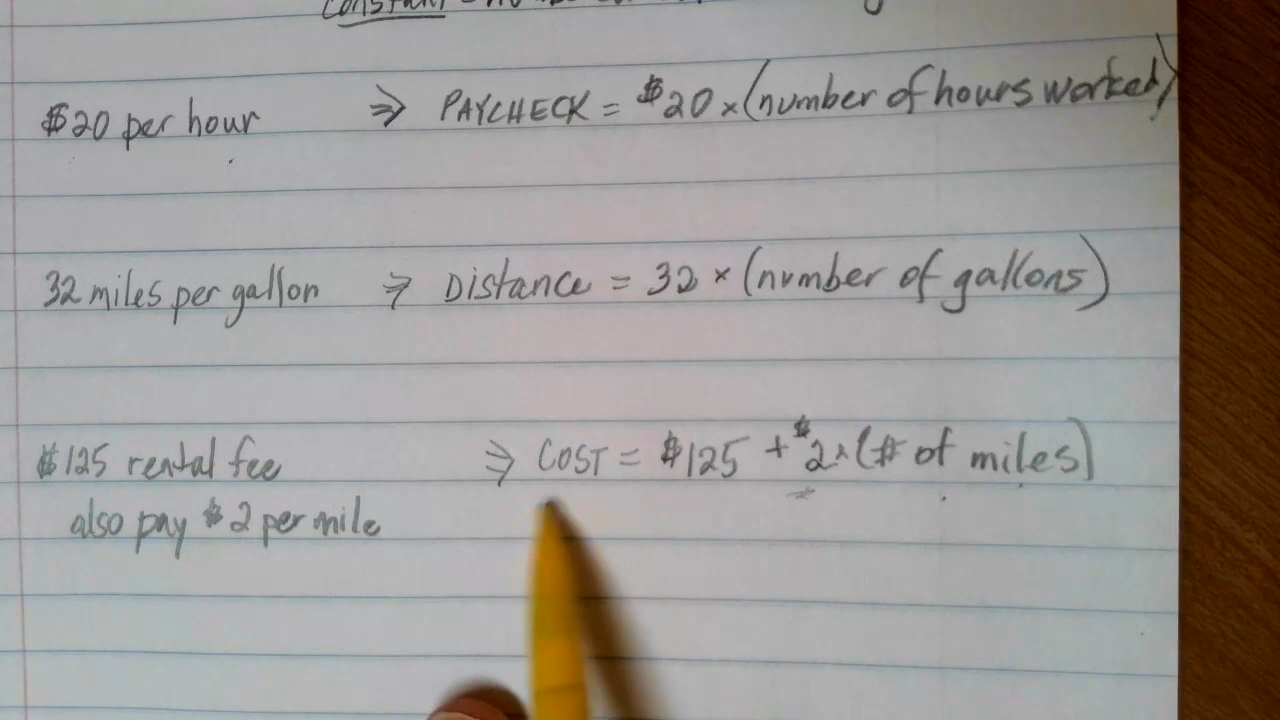 constant
$20 per hour ⇒ PAYCHECK = $20 × (number of hours worked)
32 miles per gallon ⇒ Distance = 32 × (number of gallons)
$125 rental fee ⇒ COST = $125 + $2 × (# of miles)
also pay $2 per mile